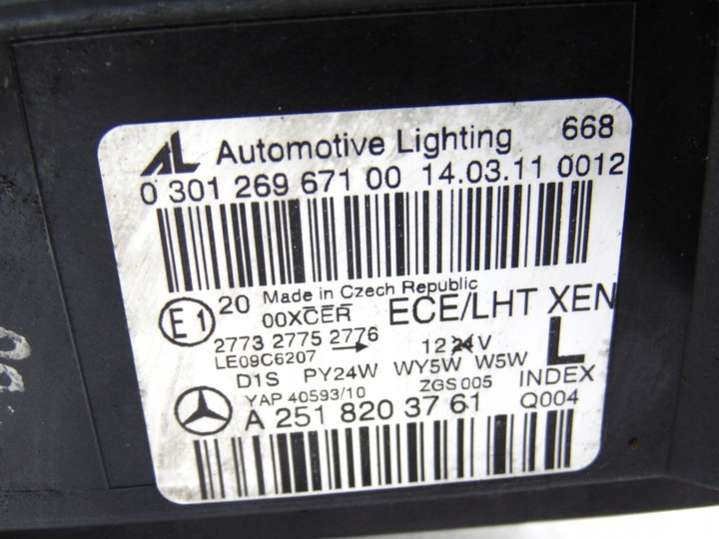 AL Automotive Lighting 668
0 301 269 671 00 14.03.11 0012
E1 20 Made in Czech Republic
00XCER ECE/LHT XEN
2773 2775 2776 12 24 V L
LE09C6207
D1S PY24W WY5W W5W
YAP 40593/10 ZGS 005 INDEX
A 251 820 37 61 Q004